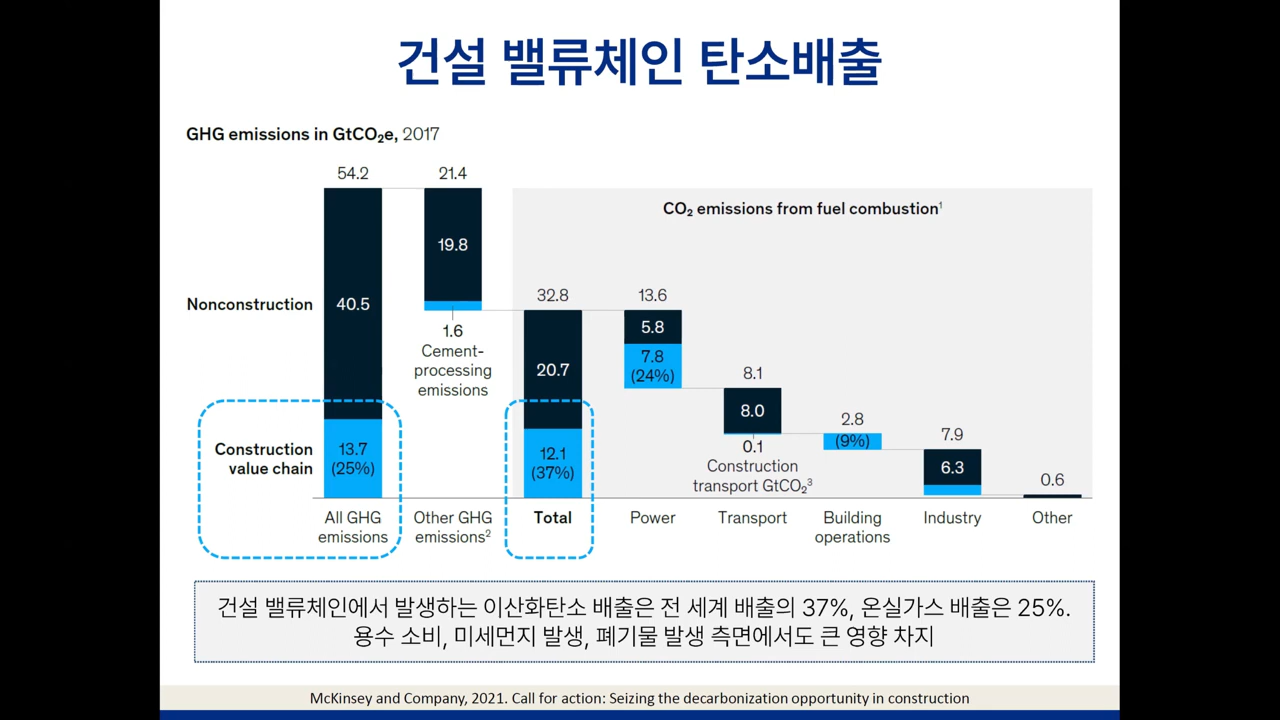 건설 밸류체인 탄소배출
GHG emissions in GtCO₂e, 2017
54.2
21.4
CO₂ emissions from fuel combustion¹
19.8
Nonconstruction
40.5
32.8
13.6
1.6
Cement-
processing
emissions
5.8
7.8
(24%)
20.7
8.1
8.0
0.1
Construction
transport GtCO₂³
2.8
(9%)
7.9
6.3
0.6
Construction
value chain
13.7
(25%)
12.1
(37%)
All GHG
emissions
Other GHG
emissions²
Total
Power
Transport
Building
operations
Industry
Other
건설 밸류체인에서 발생하는 이산화탄소 배출은 전 세계 배출의 37%, 온실가스 배출은 25%.
용수 소비, 미세먼지 발생, 폐기물 발생 측면에서도 큰 영향 차지
McKinsey and Company, 2021. Call for action: Seizing the decarbonization opportunity in construction